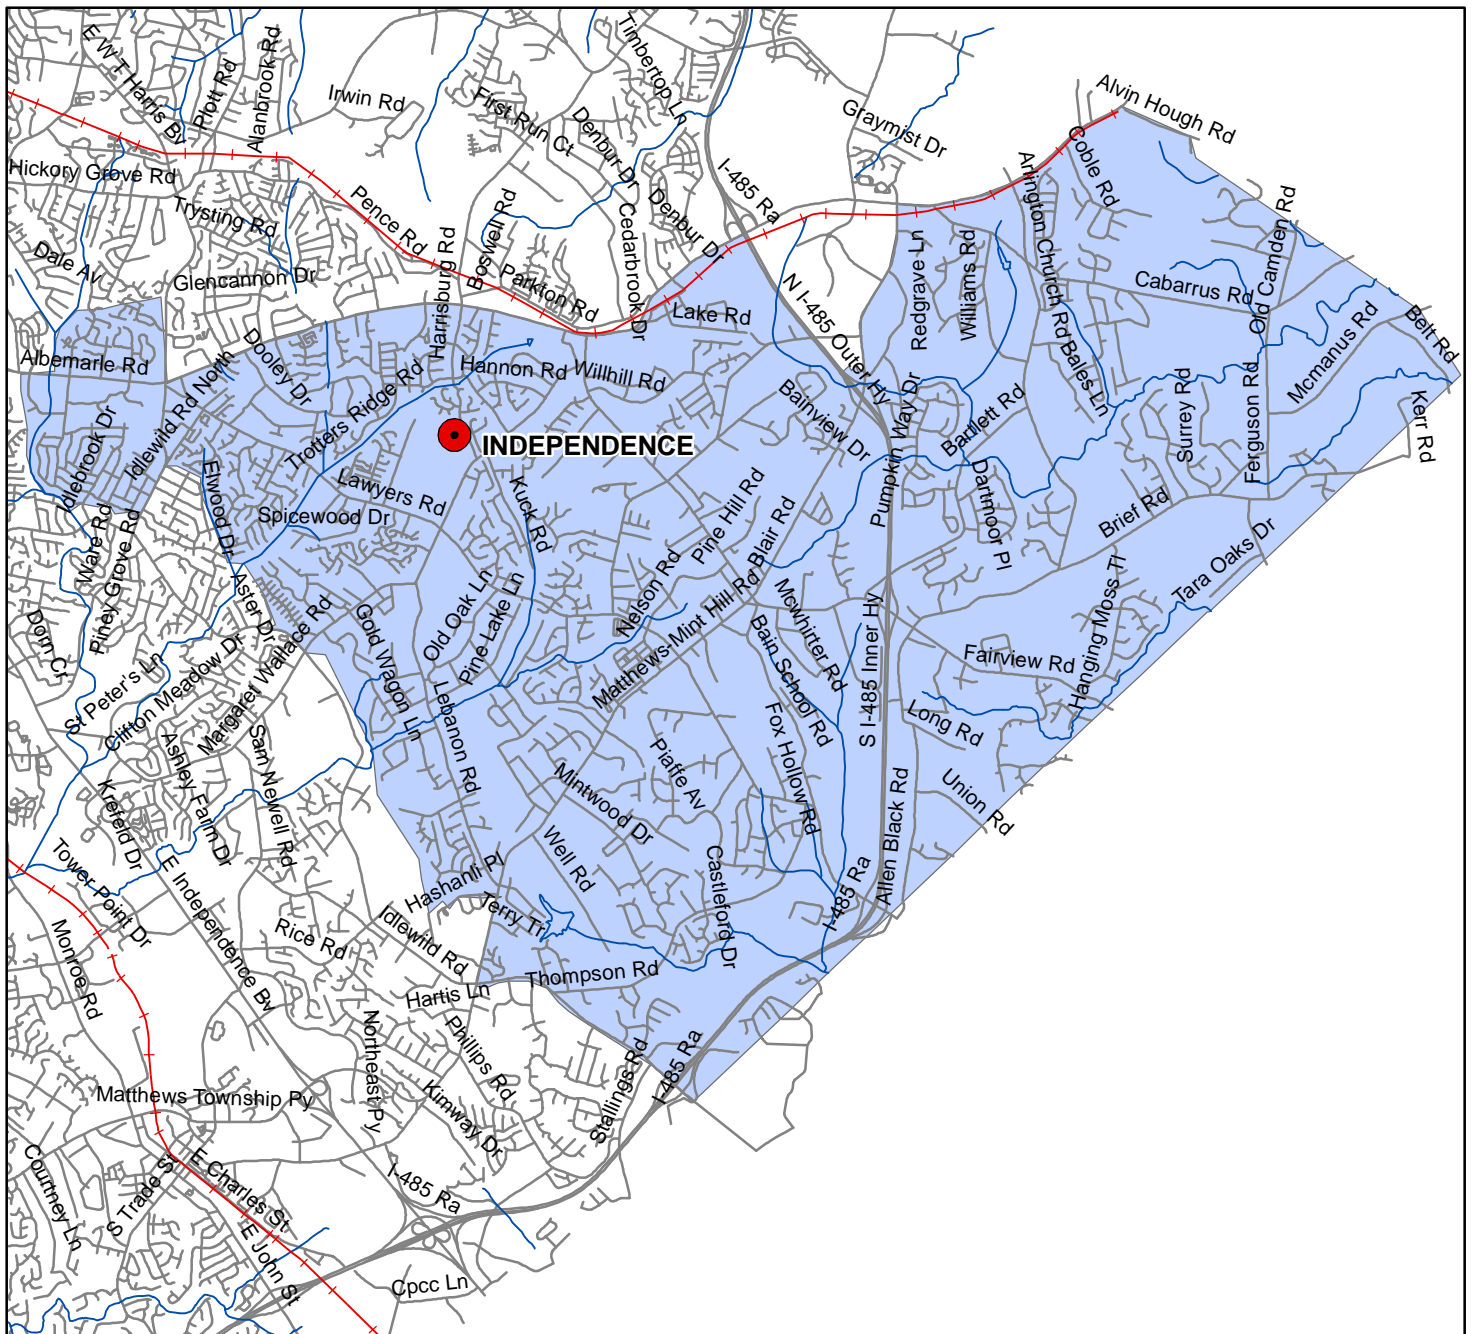 E W T Harris Bv
Plott Rd
Alanbrook Rd
Irwin Rd
First Run Ct
Timbertop Ln
Denbur Dr
Graymist Dr
Alvin Hough Rd
Coble Rd
Hickory Grove Rd
Trysting Rd
Pence Rd
Dale Av
Glencannon Dr
Harrisburg Rd
Boswell Rd
Parkton Rd
Cedarbrook Dr
Denbur Dr
I-485 Ra
Lake Rd
N I-485 Outer Hy
Redgrave Ln
Williams Rd
Arlington Church Rd
Cabarrus Rd
Old Camden Rd
Mcmanus Rd
Belt Rd
Kerr Rd
Albemarle Rd
Idlewild Rd North
Dooley Dr
Trotters Ridge Rd
Hannon Rd
Willhill Rd
Bainview Dr
Pumpkin Way Dr
Bartlett Rd
Bales Ln
Surrey Rd
Ferguson Rd
Idlebrook Dr
INDEPENDENCE
Elwood Dr
Lawyers Rd
Spicewood Dr
Kuck Rd
Pine Hill Rd
Blair Rd
Dartmoor Pl
Brief Rd
Tara Oaks Dr
Ware Rd
Piney Grove Rd
Aster Dr
Dorn Cr
St Peter's Ln
Clifton Meadow Dr
Margaret Wallace Rd
Gold Wagon Ln
Old Oak Ln
Pine Lake Ln
Nelson Rd
Matthews-Mint Hill Rd
Mcwhirter Rd
Bain School Rd
S I-485 Inner Hy
Fairview Rd
Hanging Moss Tl
Long Rd
Fox Hollow Rd
Lebanon Rd
Piaffe Av
Mintwood Dr
Union Rd
Allen Black Rd
Ashley Farm Dr
Sam Newell Rd
Krefeld Dr
Tower Point Dr
E Independence Bv
Well Rd
Castleford Dr
I-485 Ra
Hashanli Pl
Terry Tr
Idlewild Rd
Rice Rd
Monroe Rd
Thompson Rd
Hartis Ln
Northeast Py
Phillips Rd
Kimway Dr
Stallings Rd
I-485 Ra
Matthews Township Py
Courtney Ln
S Trade St
E Charles St
I-485 Ra
E John St
Cpcc Ln